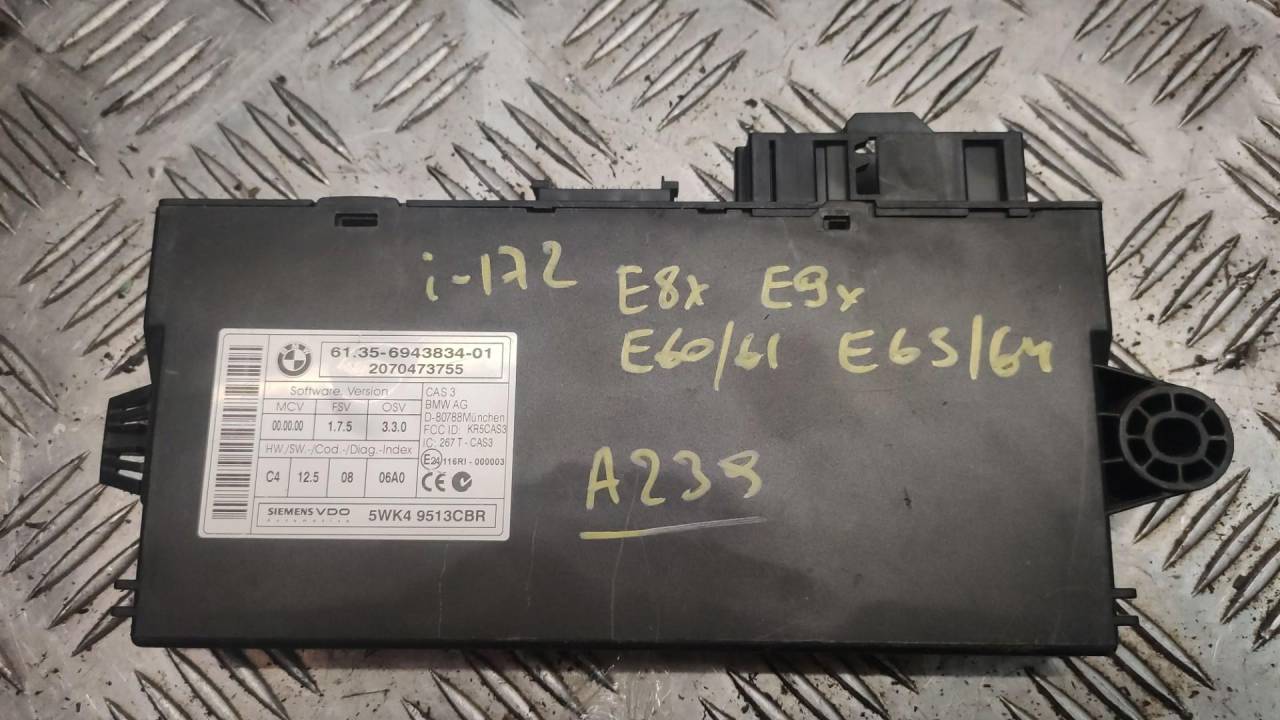 i-172
E8x E9x
E60/61 E63/64
A239
61.35-6943834-01
2070473755
Software. Version
MCV FSV OSV
00.00.00 1.7.5 3.3.0
HW./SW.-/Cod.-/Diag.-Index
C4 12.5 08 06A0
CAS 3
BMW AG
D-80788München
FCC ID: KR5CAS3
IC: 267 T - CAS3
E24 116RI - 000003
CE
SIEMENS VDO
Automotive
5WK4 9513CBR